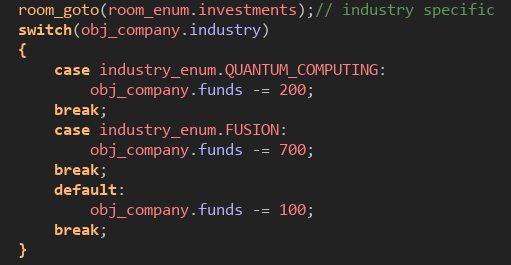 room_goto(room_enum.investments);// industry specific
switch(obj_company.industry)
{
    case industry_enum.QUANTUM_COMPUTING:
        obj_company.funds -= 200;
    break;
    case industry_enum.FUSION:
        obj_company.funds -= 700;
    break;
    default:
        obj_company.funds -= 100;
    break;
}